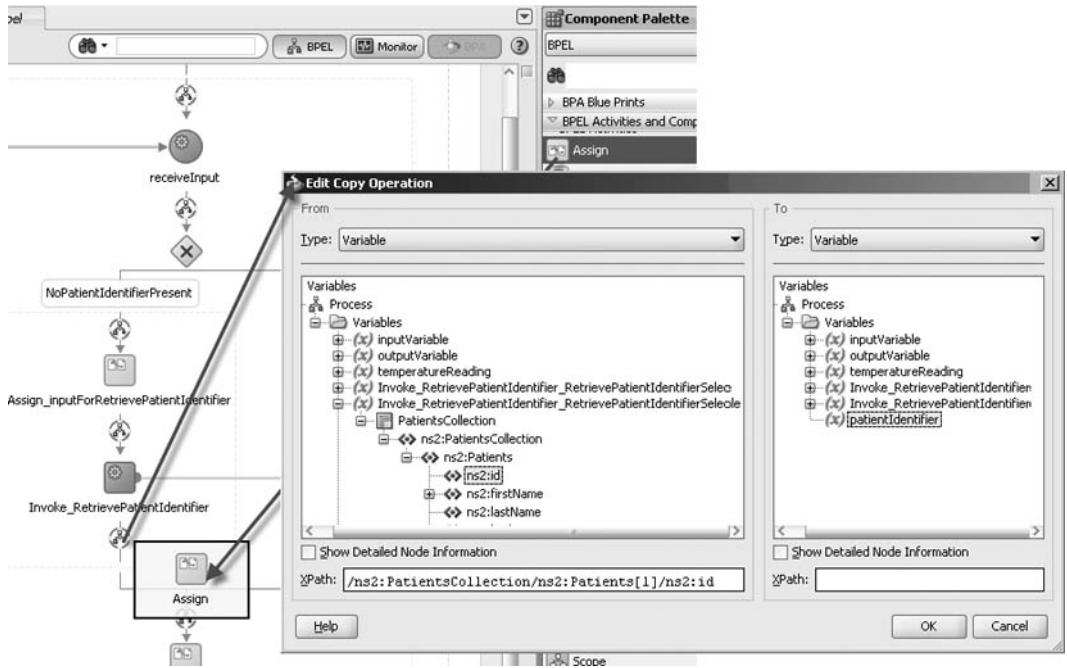 pel
Component Palette
BPEL
Monitor
BPA
BPEL
BPA Blue Prints
BPEL Activities and Comp
Assign
receiveInput
NoPatientIdentifierPresent
Assign_inputForRetrievePatientIdentifier
Invoke_RetrievePatientIdentifier
Assign
Edit Copy Operation
From
Type: Variable
Variables
Process
Variables
(x) inputVariable
(x) outputVariable
(x) temperatureReading
(x) Invoke_RetrievePatientIdentifier_RetrievePatientIdentifierSelec
(x) Invoke_RetrievePatientIdentifier_RetrievePatientIdentifierSelec
PatientsCollection
ns2:PatientsCollection
ns2:Patients
ns2:id
ns2:firstName
ns2:lastName
Show Detailed Node Information
XPath: /ns2:PatientsCollection/ns2:Patients[1]/ns2:id
To
Type: Variable
Variables
Process
Variables
(x) inputVariable
(x) outputVariable
(x) temperatureReading
(x) Invoke_RetrievePatientIdentifier
(x) Invoke_RetrievePatientIdentifier
(x) patientIdentifier
Show Detailed Node Information
XPath:
Help
OK
Cancel
Scope